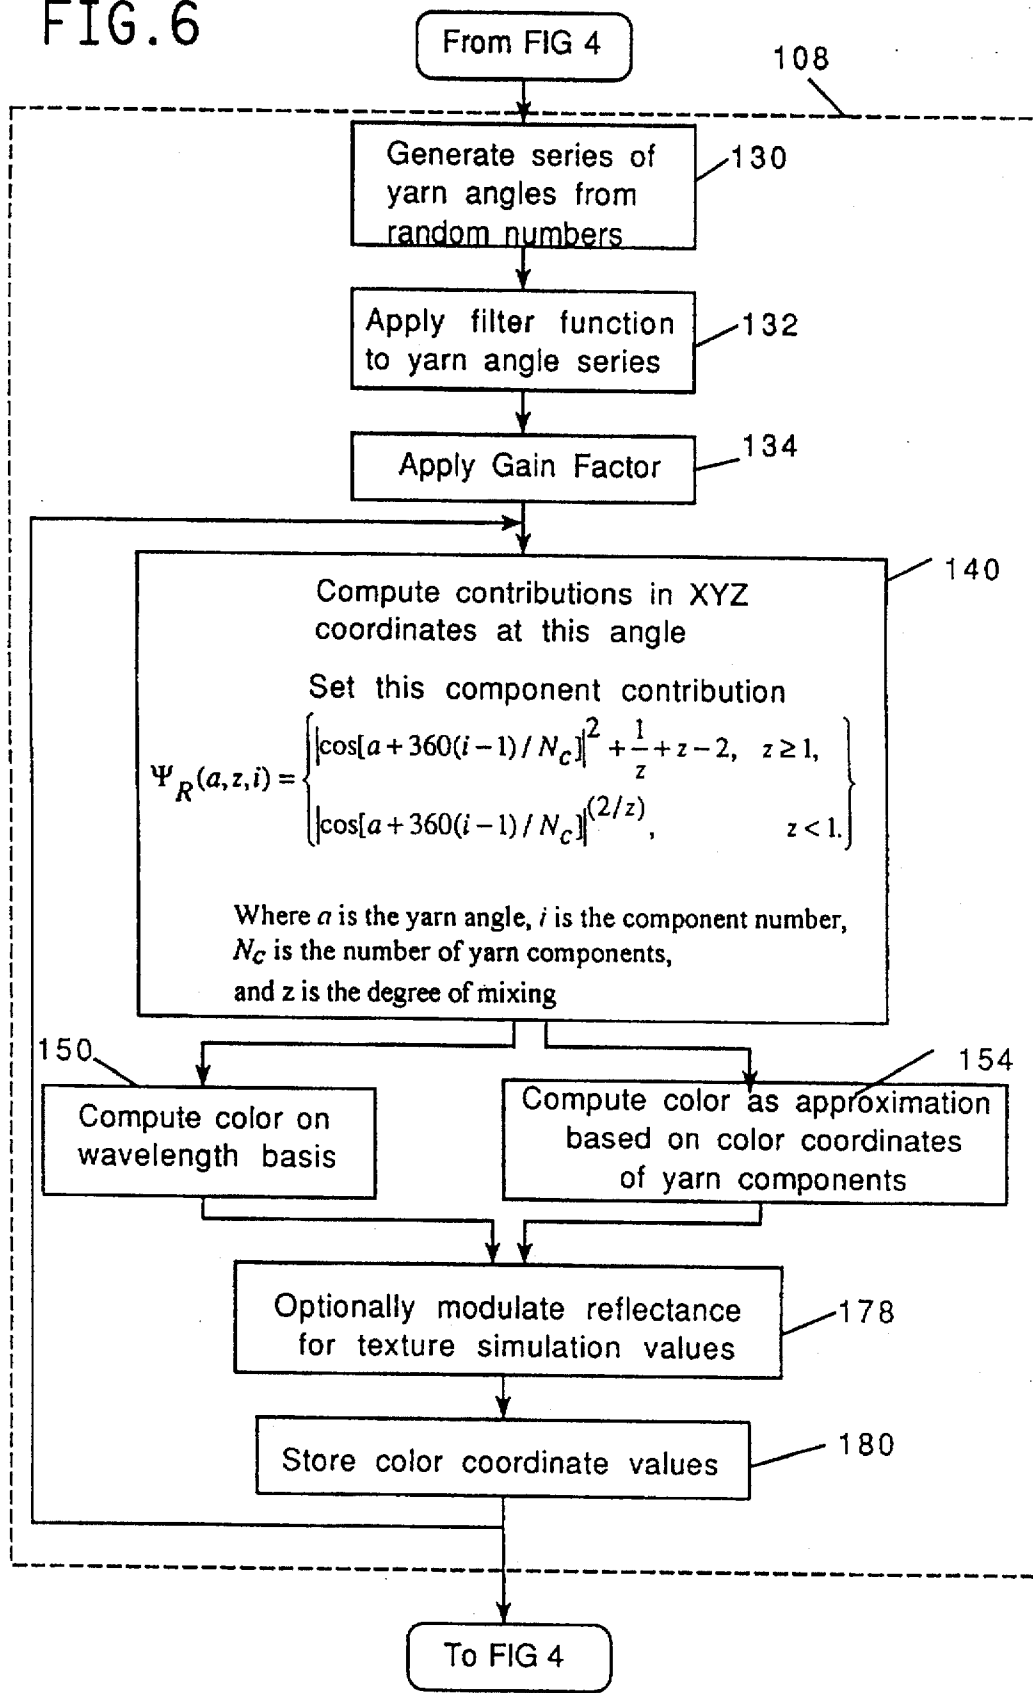 FIG.6
From FIG 4
108
Generate series of
yarn angles from
random numbers
130
Apply filter function
to yarn angle series
132
Apply Gain Factor
134
140
Compute contributions in XYZ
coordinates at this angle
Set this component contribution
Ψ_R(a,z,i) = { |cos[a+360(i−1)/N_C]|^2 + 1/z + z−2, z≥1,
|cos[a+360(i−1)/N_C]|^(2/z), z<1. }
Where a is the yarn angle, i is the component number,
N_C is the number of yarn components,
and z is the degree of mixing
150
Compute color on
wavelength basis
154
Compute color as approximation
based on color coordinates
of yarn components
Optionally modulate reflectance
for texture simulation values
178
Store color coordinate values
180
To FIG 4